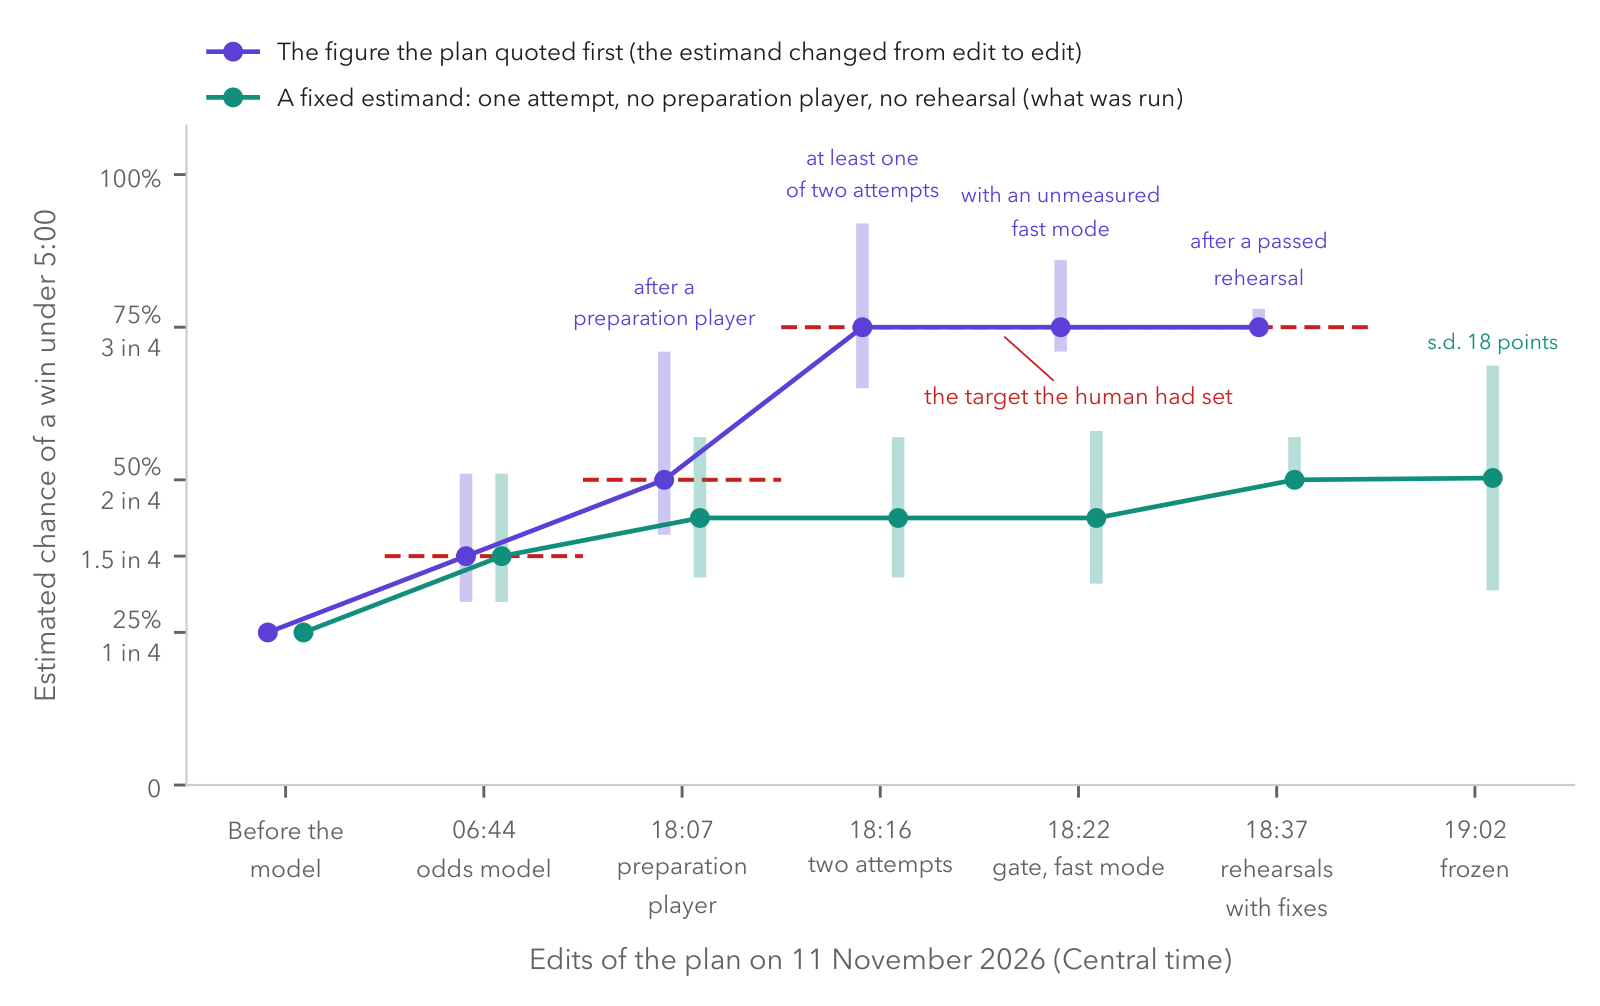 The figure the plan quoted first (the estimand changed from edit to edit)
A fixed estimand: one attempt, no preparation player, no rehearsal (what was run)
Estimated chance of a win under 5:00
100%
75%
3 in 4
50%
2 in 4
1.5 in 4
25%
1 in 4
0
after a
preparation player
at least one
of two attempts
with an unmeasured
fast mode
after a passed
rehearsal
s.d. 18 points
the target the human had set
Before the
model
06:44
odds model
18:07
preparation
player
18:16
two attempts
18:22
gate, fast mode
18:37
rehearsals
with fixes
19:02
frozen
Edits of the plan on 11 November 2026 (Central time)